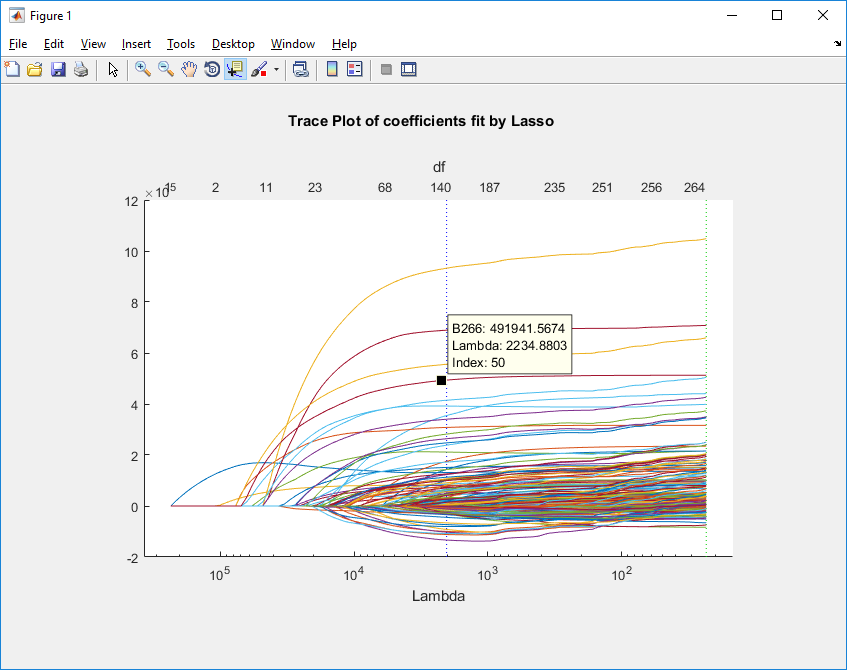 Figure 1
File Edit View Insert Tools Desktop Window Help
Trace Plot of coefficients fit by Lasso
df
2 11 23 68 140 187 235 251 256 264
12
10
8
6
4
2
0
-2
B266: 491941.5674
Lambda: 2234.8803
Index: 50
10^5 10^4 10^3 10^2
Lambda